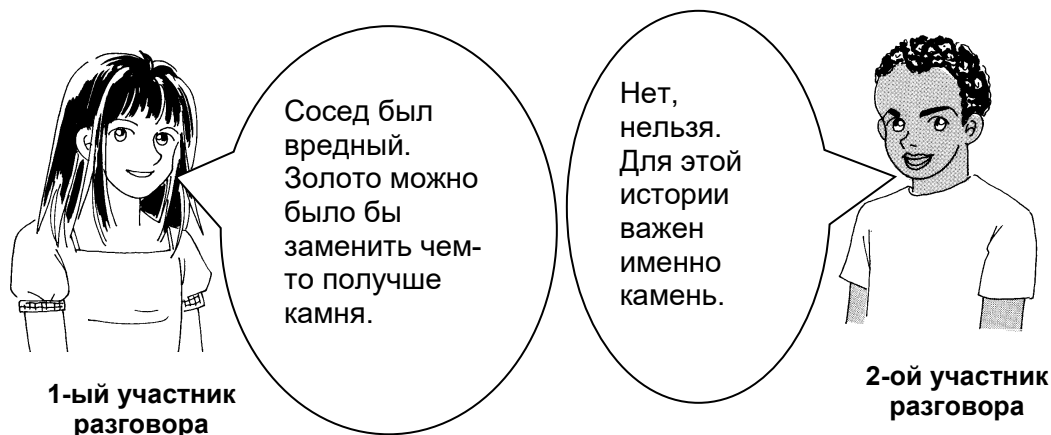 Сосед был
вредный.
Золото можно
было бы
заменить чем-
то получше
камня.
Нет,
нельзя.
Для этой
истории
важен
именно
камень.
1-ый участник
разговора
2-ой участник
разговора